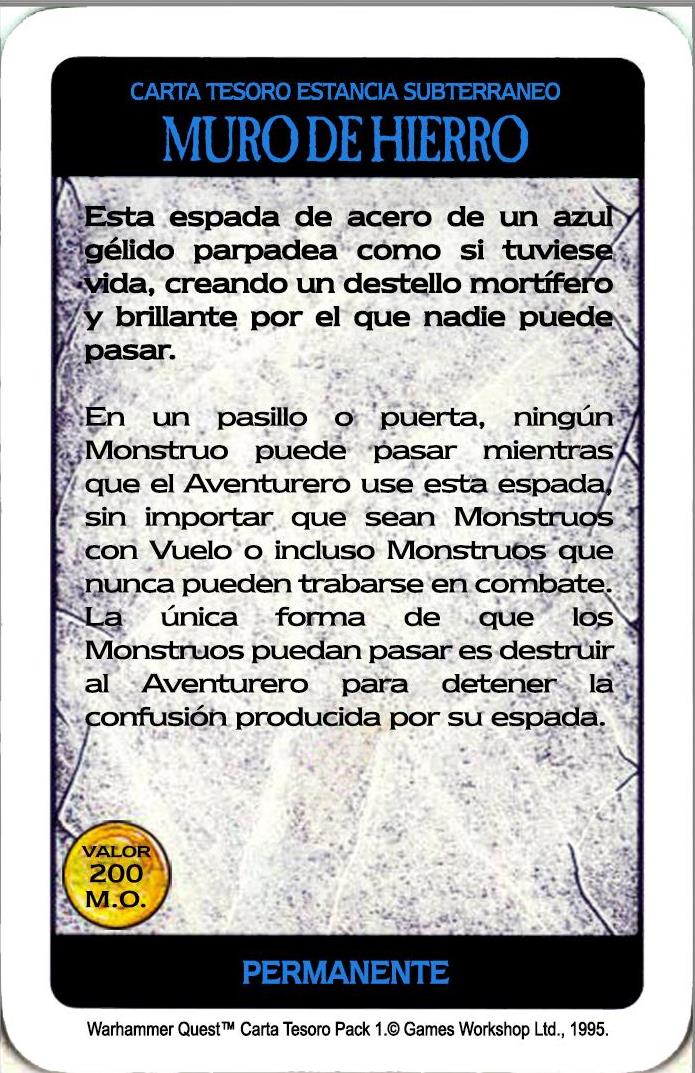 CARTA TESORO ESTANCIA SUBTERRANEO
MURO DE HIERRO
Esta espada de acero de un azul
gélido parpadea como si tuviese
vida, creando un destello mortífero
y brillante por el que nadie puede
pasar.
En un pasillo o puerta, ningún
Monstruo puede pasar mientras
que el Aventurero use esta espada,
sin importar que sean Monstruos
con Vuelo o incluso Monstruos que
nunca pueden trabarse en combate.
La única forma de que los
Monstruos puedan pasar es destruir
al Aventurero para detener la
confusión producida por su espada.
VALOR
200
M.O.
PERMANENTE
Warhammer Quest™ Carta Tesoro Pack 1.© Games Workshop Ltd., 1995.